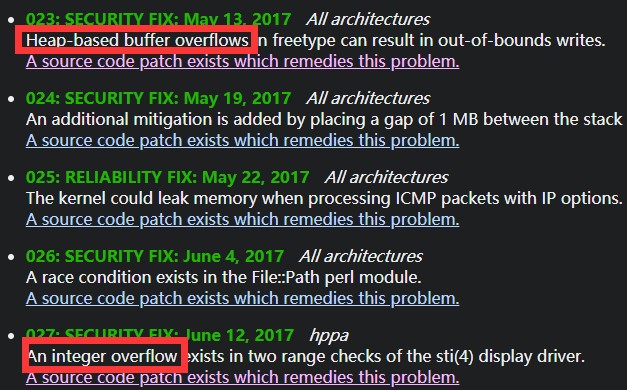 023: SECURITY FIX: May 13, 2017 All architectures
Heap-based buffer overflows in freetype can result in out-of-bounds writes.
A source code patch exists which remedies this problem.
024: SECURITY FIX: May 19, 2017 All architectures
An additional mitigation is added by placing a gap of 1 MB between the stack
A source code patch exists which remedies this problem.
025: RELIABILITY FIX: May 22, 2017 All architectures
The kernel could leak memory when processing ICMP packets with IP options.
A source code patch exists which remedies this problem.
026: SECURITY FIX: June 4, 2017 All architectures
A race condition exists in the File::Path perl module.
A source code patch exists which remedies this problem.
027: SECURITY FIX: June 12, 2017 hppa
An integer overflow exists in two range checks of the sti(4) display driver.
A source code patch exists which remedies this problem.